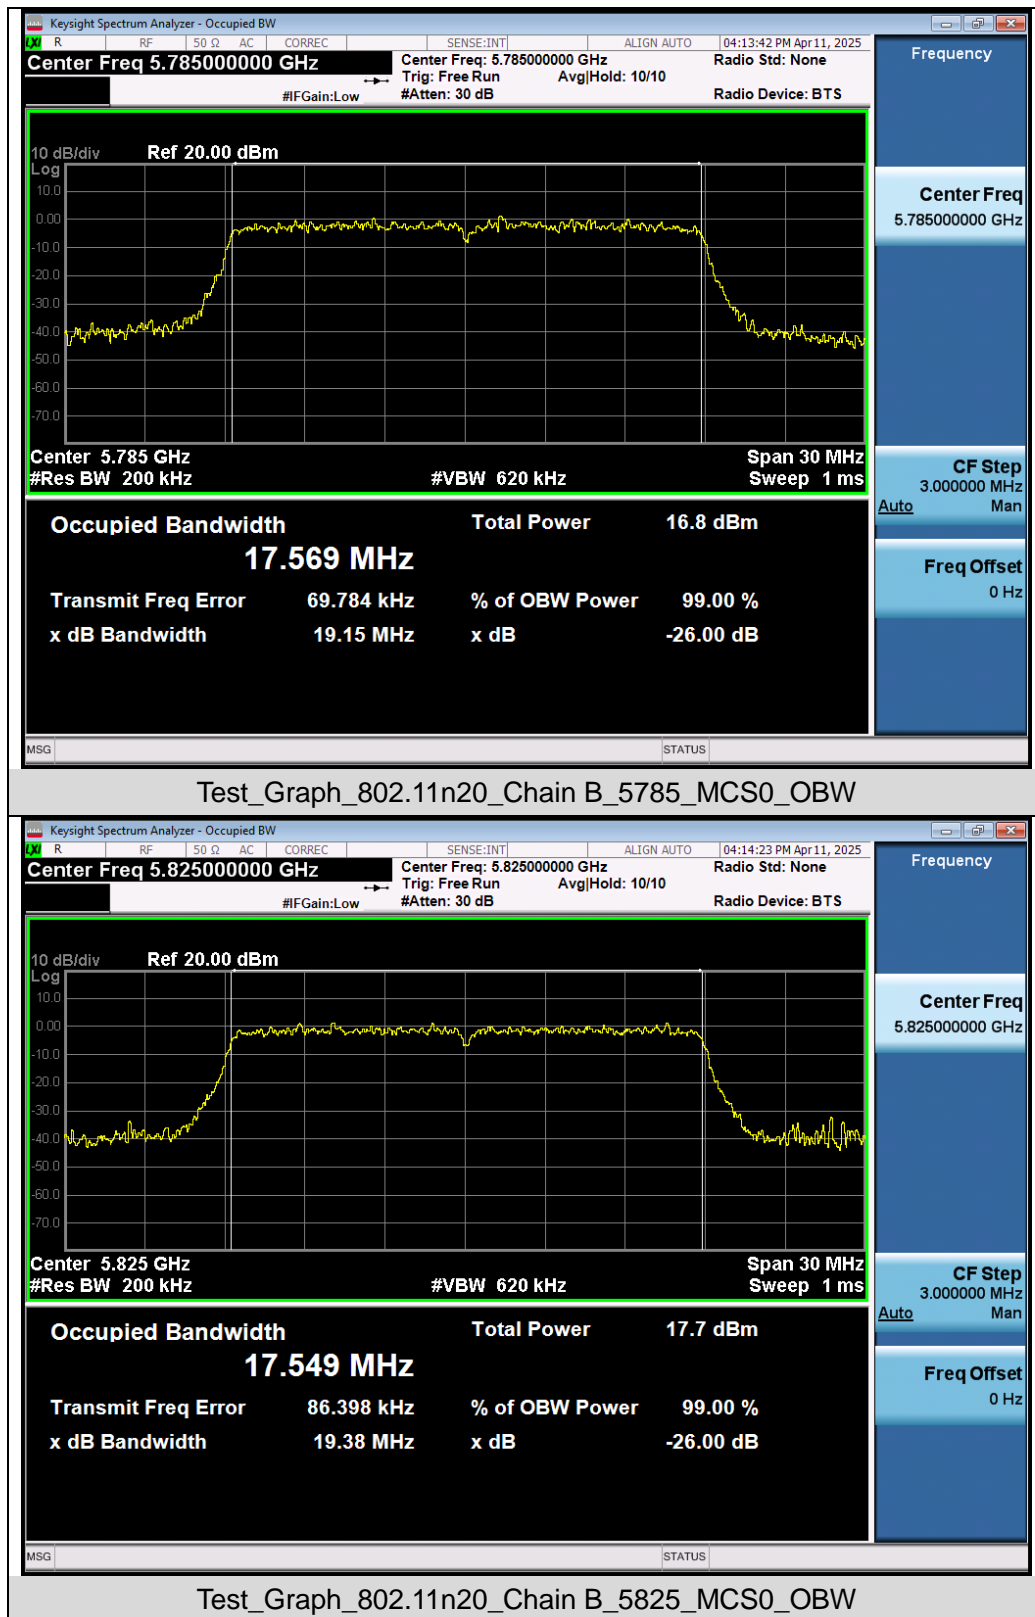 Keysight Spectrum Analyzer - Occupied BW
LXI R RF 50 Ω AC CORREC SENSE:INT ALIGN AUTO 04:13:42 PM Apr 11, 2025
Center Freq 5.785000000 GHz Center Freq: 5.785000000 GHz Radio Std: None
Trig: Free Run Avg|Hold: 10/10
#IFGain:Low #Atten: 30 dB Radio Device: BTS
Frequency
10 dB/div Ref 20.00 dBm
Log
10.0
0.00
-10.0
-20.0
-30.0
-40.0
-50.0
-60.0
-70.0
Center 5.785 GHz Span 30 MHz
#Res BW 200 kHz #VBW 620 kHz Sweep 1 ms
Center Freq
5.785000000 GHz
CF Step
3.000000 MHz
Auto Man
Freq Offset
0 Hz
Occupied Bandwidth Total Power 16.8 dBm
17.569 MHz
Transmit Freq Error 69.784 kHz % of OBW Power 99.00 %
x dB Bandwidth 19.15 MHz x dB -26.00 dB
MSG STATUS
Test_Graph_802.11n20_Chain B_5785_MCS0_OBW
Keysight Spectrum Analyzer - Occupied BW
LXI R RF 50 Ω AC CORREC SENSE:INT ALIGN AUTO 04:14:23 PM Apr 11, 2025
Center Freq 5.825000000 GHz Center Freq: 5.825000000 GHz Radio Std: None
Trig: Free Run Avg|Hold: 10/10
#IFGain:Low #Atten: 30 dB Radio Device: BTS
Frequency
10 dB/div Ref 20.00 dBm
Log
10.0
0.00
-10.0
-20.0
-30.0
-40.0
-50.0
-60.0
-70.0
Center 5.825 GHz Span 30 MHz
#Res BW 200 kHz #VBW 620 kHz Sweep 1 ms
Center Freq
5.825000000 GHz
CF Step
3.000000 MHz
Auto Man
Freq Offset
0 Hz
Occupied Bandwidth Total Power 17.7 dBm
17.549 MHz
Transmit Freq Error 86.398 kHz % of OBW Power 99.00 %
x dB Bandwidth 19.38 MHz x dB -26.00 dB
MSG STATUS
Test_Graph_802.11n20_Chain B_5825_MCS0_OBW